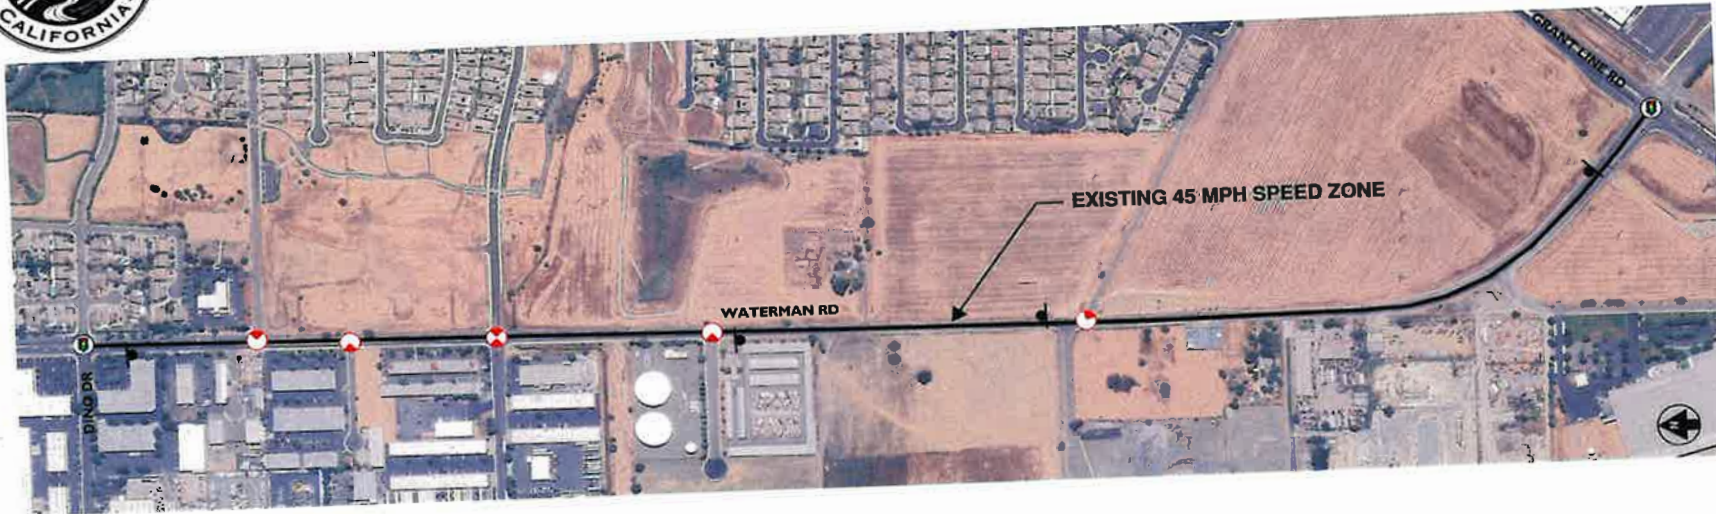 CALIFORNIA
GRANT LINE RD
EXISTING 45 MPH SPEED ZONE
WATERMAN RD
DINO DR